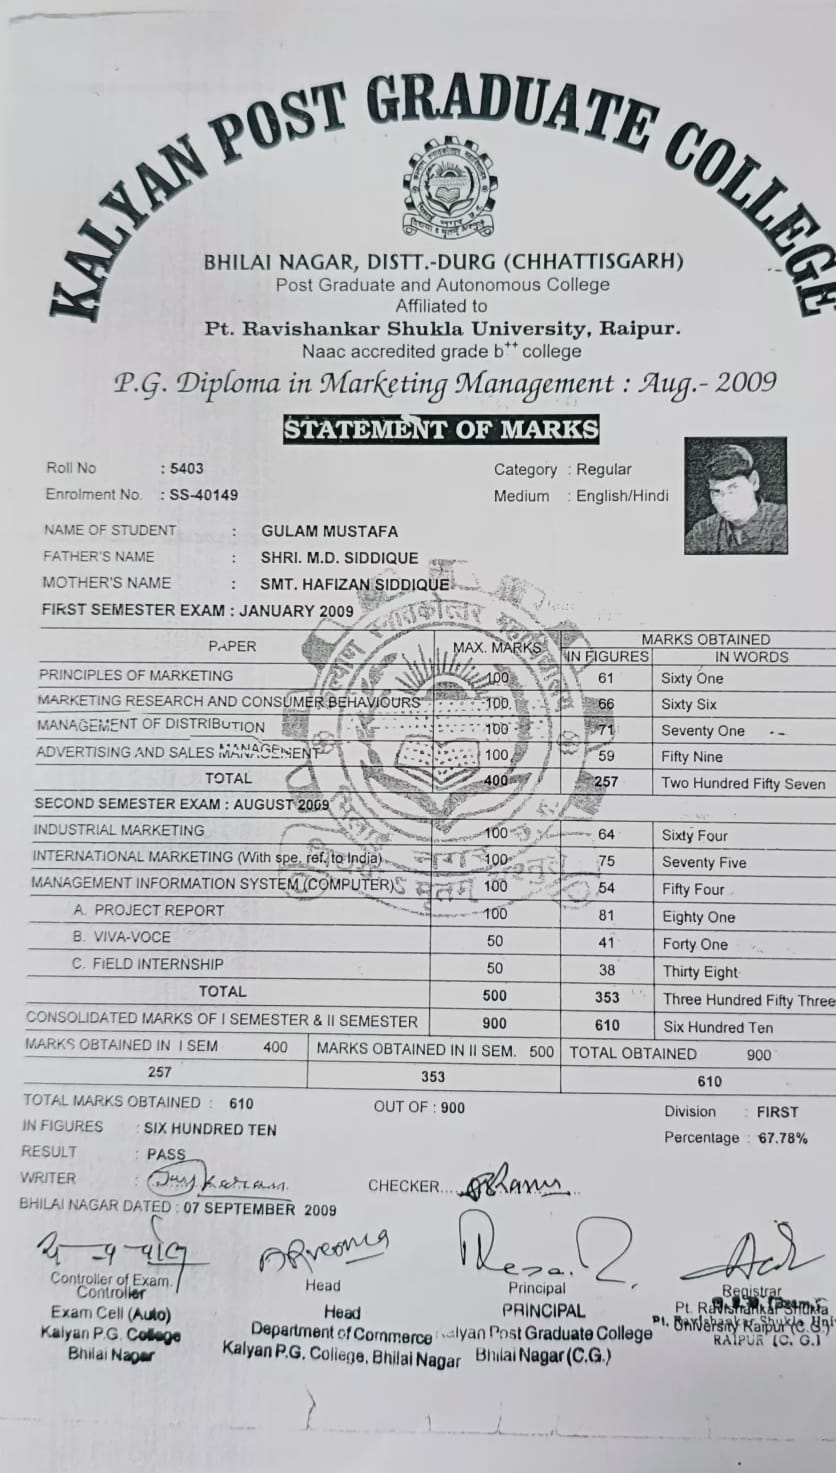 KALYAN POST GRADUATE COLLEGE
BHILAI NAGAR, DISTT.-DURG (CHHATTISGARH)
Post Graduate and Autonomous College
Affiliated to
Pt. Ravishankar Shukla University, Raipur.
Naac accredited grade b++ college
P.G. Diploma in Marketing Management : Aug.- 2009
STATEMENT OF MARKS
Roll No : 5403 Category : Regular
Enrolment No. : SS-40149 Medium : English/Hindi
NAME OF STUDENT : GULAM MUSTAFA
FATHER'S NAME : SHRI. M.D. SIDDIQUE
MOTHER'S NAME : SMT. HAFIZAN SIDDIQUE
FIRST SEMESTER EXAM : JANUARY 2009
PAPER MAX. MARKS MARKS OBTAINED
IN FIGURES IN WORDS
PRINCIPLES OF MARKETING 100 61 Sixty One
MARKETING RESEARCH AND CONSUMER BEHAVIOURS 100 66 Sixty Six
MANAGEMENT OF DISTRIBUTION 100 71 Seventy One
ADVERTISING AND SALES MANAGEMENT 100 59 Fifty Nine
TOTAL 400 257 Two Hundred Fifty Seven
SECOND SEMESTER EXAM : AUGUST 2009
INDUSTRIAL MARKETING 100 64 Sixty Four
INTERNATIONAL MARKETING (With spe. ref. to India) 100 75 Seventy Five
MANAGEMENT INFORMATION SYSTEM (COMPUTER) 100 54 Fifty Four
A. PROJECT REPORT 100 81 Eighty One
B. VIVA-VOCE 50 41 Forty One
C. FIELD INTERNSHIP 50 38 Thirty Eight
TOTAL 500 353 Three Hundred Fifty Three
CONSOLIDATED MARKS OF I SEMESTER & II SEMESTER 900 610 Six Hundred Ten
MARKS OBTAINED IN I SEM 400 MARKS OBTAINED IN II SEM. 500 TOTAL OBTAINED 900
257 353 610
TOTAL MARKS OBTAINED : 610 OUT OF : 900 Division : FIRST
IN FIGURES : SIX HUNDRED TEN Percentage : 67.78%
RESULT : PASS
WRITER : CHECKER....
BHILAI NAGAR DATED : 07 SEPTEMBER 2009
Controller of Exam. Head Principal Registrar
Controller Head PRINCIPAL Pt. Ravishankar Shukla
Exam Cell (Auto) Department of Commerce Kalyan Post Graduate College University Raipur (C.G.)
Kalyan P.G. College Kalyan P.G. College, Bhilai Nagar Bhilai Nagar (C.G.) RAIPUR (C. G.)
Bhilai Nagar